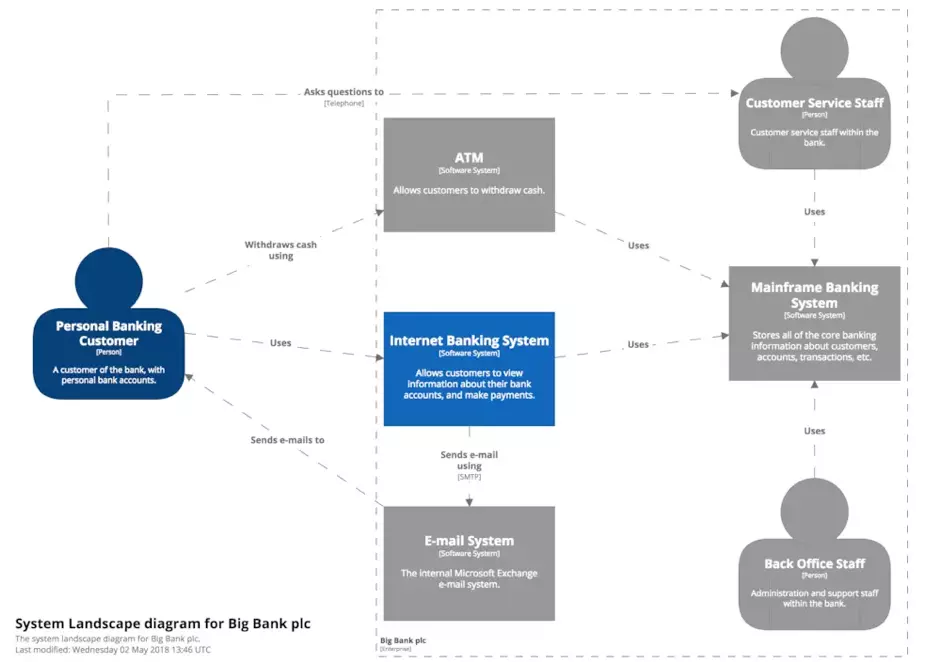 Asks questions to
[Telephone]
Customer Service Staff
[Person]
Customer service staff within the
bank.
ATM
[Software System]
Allows customers to withdraw cash.
Uses
Withdraws cash
using
Uses
Mainframe Banking
System
[Software System]
Stores all of the core banking
information about customers,
accounts, transactions, etc.
Personal Banking
Customer
[Person]
A customer of the bank, with
personal bank accounts.
Uses
Internet Banking System
[Software System]
Allows customers to view
information about their bank
accounts, and make payments.
Uses
Sends e-mails to
Sends e-mail
using
[SMTP]
Uses
E-mail System
[Software System]
The internal Microsoft Exchange
e-mail system.
Back Office Staff
[Person]
Administration and support staff
within the bank.
System Landscape diagram for Big Bank plc
The system landscape diagram for Big Bank plc.
Last modified: Wednesday 02 May 2018 13:46 UTC
Big Bank plc
[Enterprise]